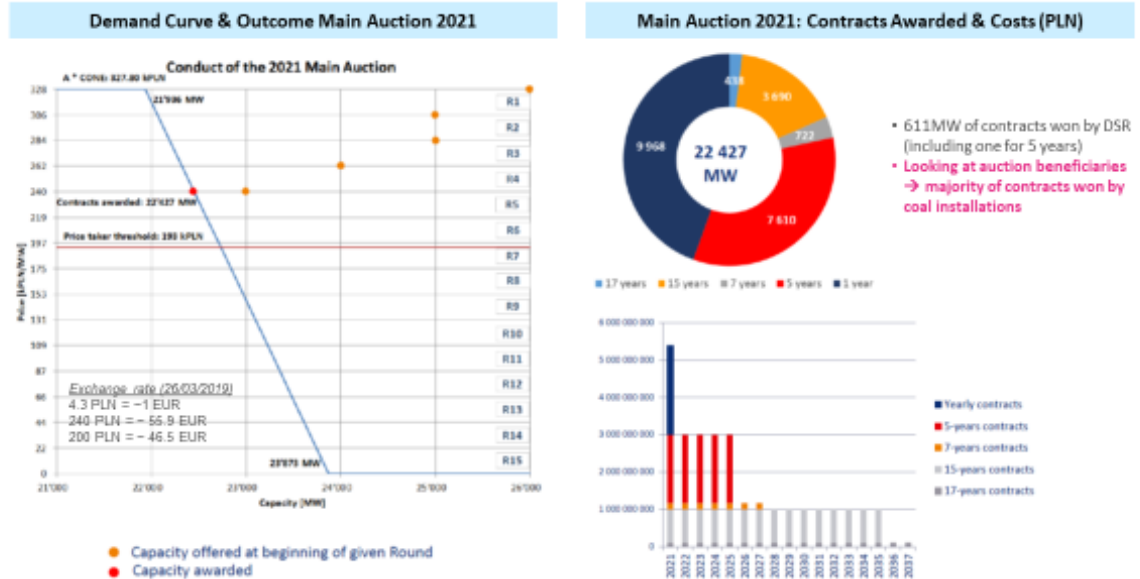 Demand Curve & Outcome Main Auction 2021
Conduct of the 2021 Main Auction
A * CONE: 327.80 kPLN
21'936 MW
Contracts awarded: 22'427 MW
Price taker threshold: 193 kPLN
23'873 MW
Price [kPLN/MW]
328
306
284
262
240
219
197
175
153
131
109
87
66
44
22
0
R1
R2
R3
R4
R5
R6
R7
R8
R9
R10
R11
R12
R13
R14
R15
Exchange rate (26/03/2019)
4.3 PLN = ~1 EUR
240 PLN = ~ 55.9 EUR
200 PLN = ~ 46.5 EUR
21'000
22'000
23'000
24'000
25'000
26'000
Capacity [MW]
Capacity offered at beginning of given Round
Capacity awarded
Main Auction 2021: Contracts Awarded & Costs (PLN)
438
3 690
722
7 610
9 968
22 427
MW
17 years
15 years
7 years
5 years
1 year
• 611MW of contracts won by DSR
(including one for 5 years)
• Looking at auction beneficiaries
→ majority of contracts won by
coal installations
6 000 000 000
5 000 000 000
4 000 000 000
3 000 000 000
2 000 000 000
1 000 000 000
0
2021
2022
2023
2024
2025
2026
2027
2028
2029
2030
2031
2032
2033
2034
2035
2036
2037
Yearly contracts
5-years contracts
7-years contracts
15-years contracts
17-years contracts